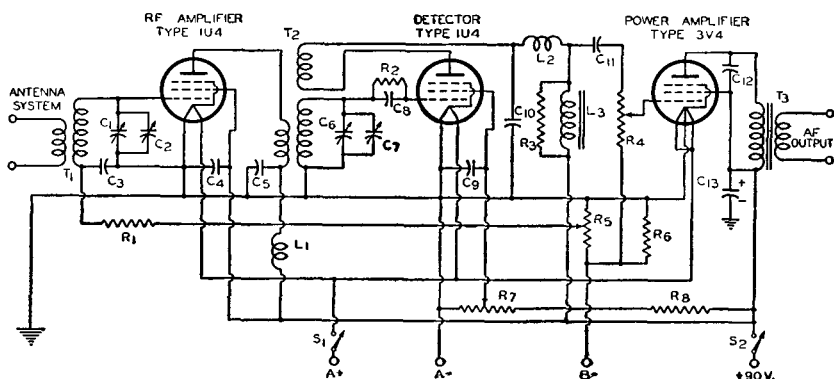 RF AMPLIFIER
TYPE 1U4
DETECTOR
TYPE 1U4
POWER AMPLIFIER
TYPE 3V4
ANTENNA
SYSTEM
T1
C1
C2
C3
C4
C5
L1
R1
T2
R2
C8
C6
C7
C9
L2
C10
R3
L3
C11
R4
C12
T3
AF
OUTPUT
C13
+
-
R5
R6
R7
R8
S1
S2
A+
A-
B-
+90V.